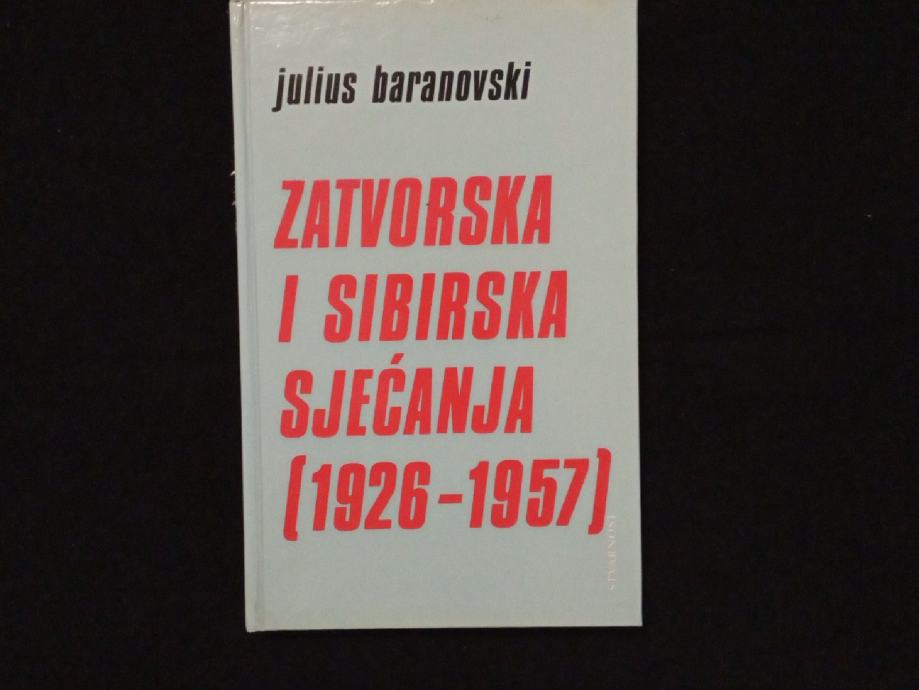 julius baranovski
ZATVORSKA
I SIBIRSKA
SJEĆANJA
(1926-1957)
STVARNOST